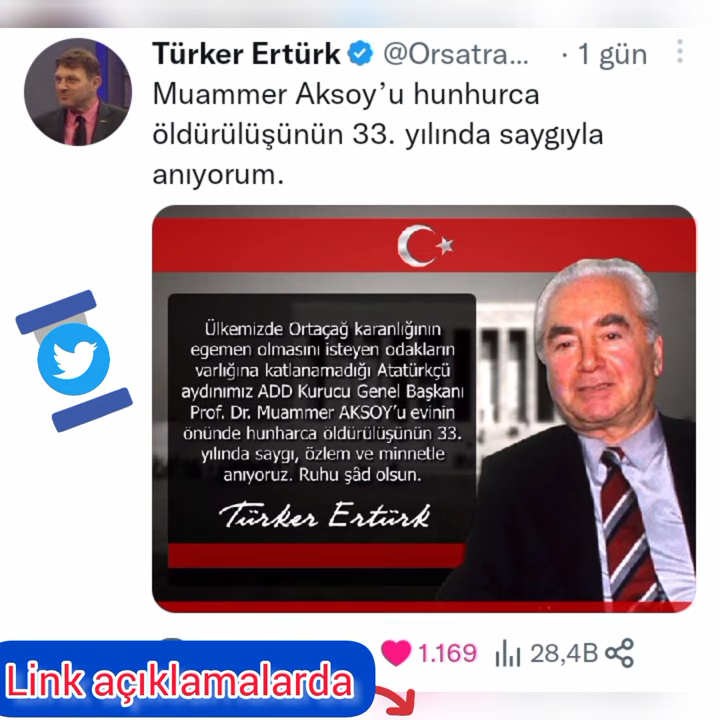 Türker Ertürk @Orsatra... · 1 gün
Muammer Aksoy’u hunhurca
öldürülüşünün 33. yılında saygıyla
anıyorum.
Ülkemizde Ortaçağ karanlığının
egemen olmasını isteyen odakların
varlığına katlanamadığı Atatürkçü
aydınımız ADD Kurucu Genel Başkanı
Prof. Dr. Muammer AKSOY’u evinin
önünde hunharca öldürülüşünün 33.
yılında saygı, özlem ve minnetle
anıyoruz. Ruhu şâd olsun.
Türker Ertürk
1.169 28,4B
Link açıklamalarda